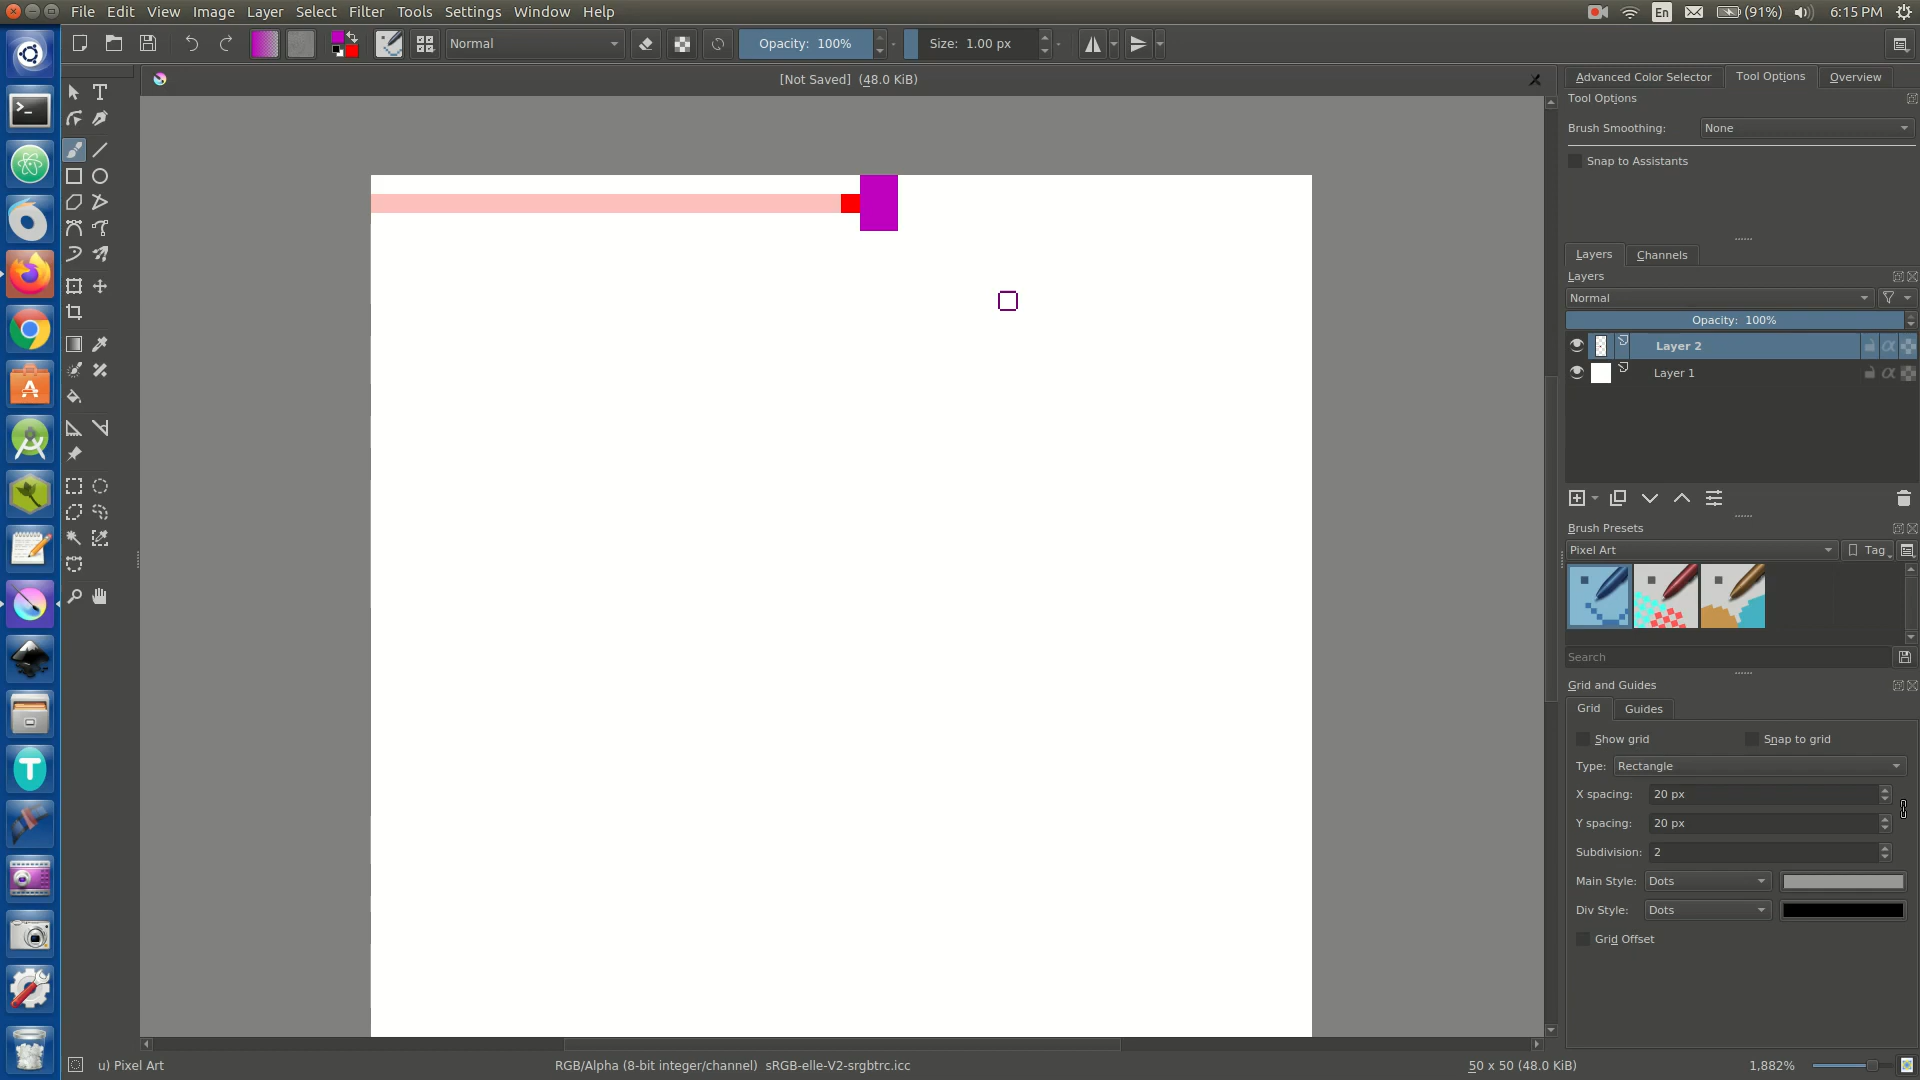 File Edit View Image Layer Select Filter Tools Settings Window Help
En (91%) 6:15 PM
Normal Opacity: 100% Size: 1.00 px
[Not Saved] (48.0 KiB)
Advanced Color Selector Tool Options Overview
Tool Options
Brush Smoothing: None
Snap to Assistants
Layers Channels
Layers
Normal
Opacity: 100%
Layer 2
Layer 1
Brush Presets
Pixel Art Tag
Search
Grid and Guides
Grid Guides
Show grid Snap to grid
Type: Rectangle
X spacing: 20 px
Y spacing: 20 px
Subdivision: 2
Main Style: Dots
Div Style: Dots
Grid Offset
u) Pixel Art RGB/Alpha (8-bit integer/channel) sRGB-elle-V2-srgbtrc.icc 50 x 50 (48.0 KiB) 1,882%